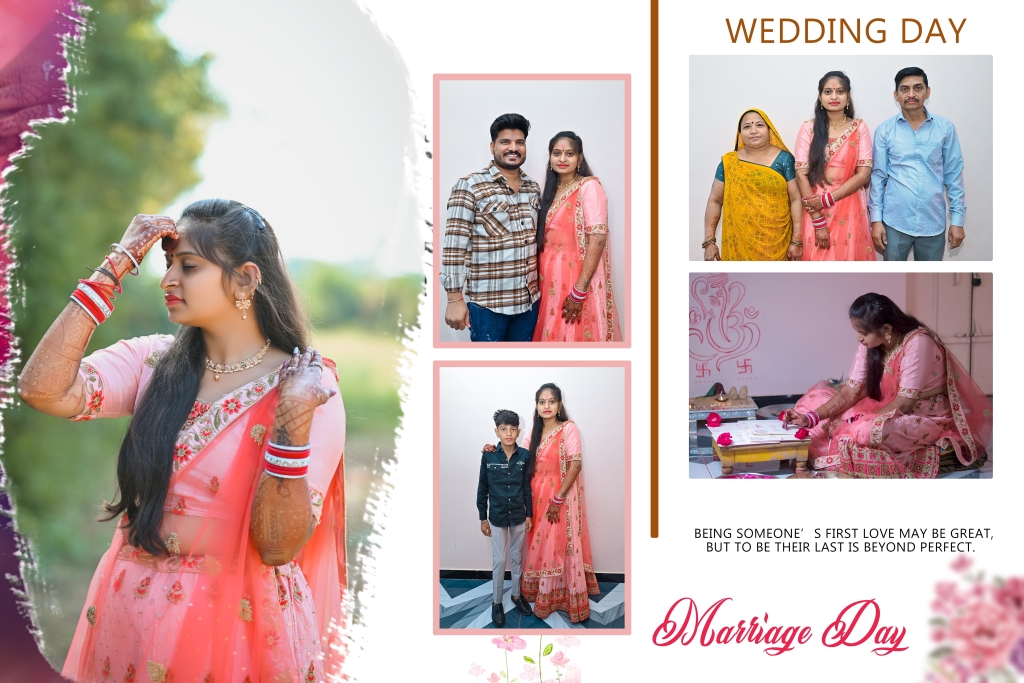 WEDDING DAY
BEING SOMEONE’S FIRST LOVE MAY BE GREAT,
BUT TO BE THEIR LAST IS BEYOND PERFECT.
Marriage Day